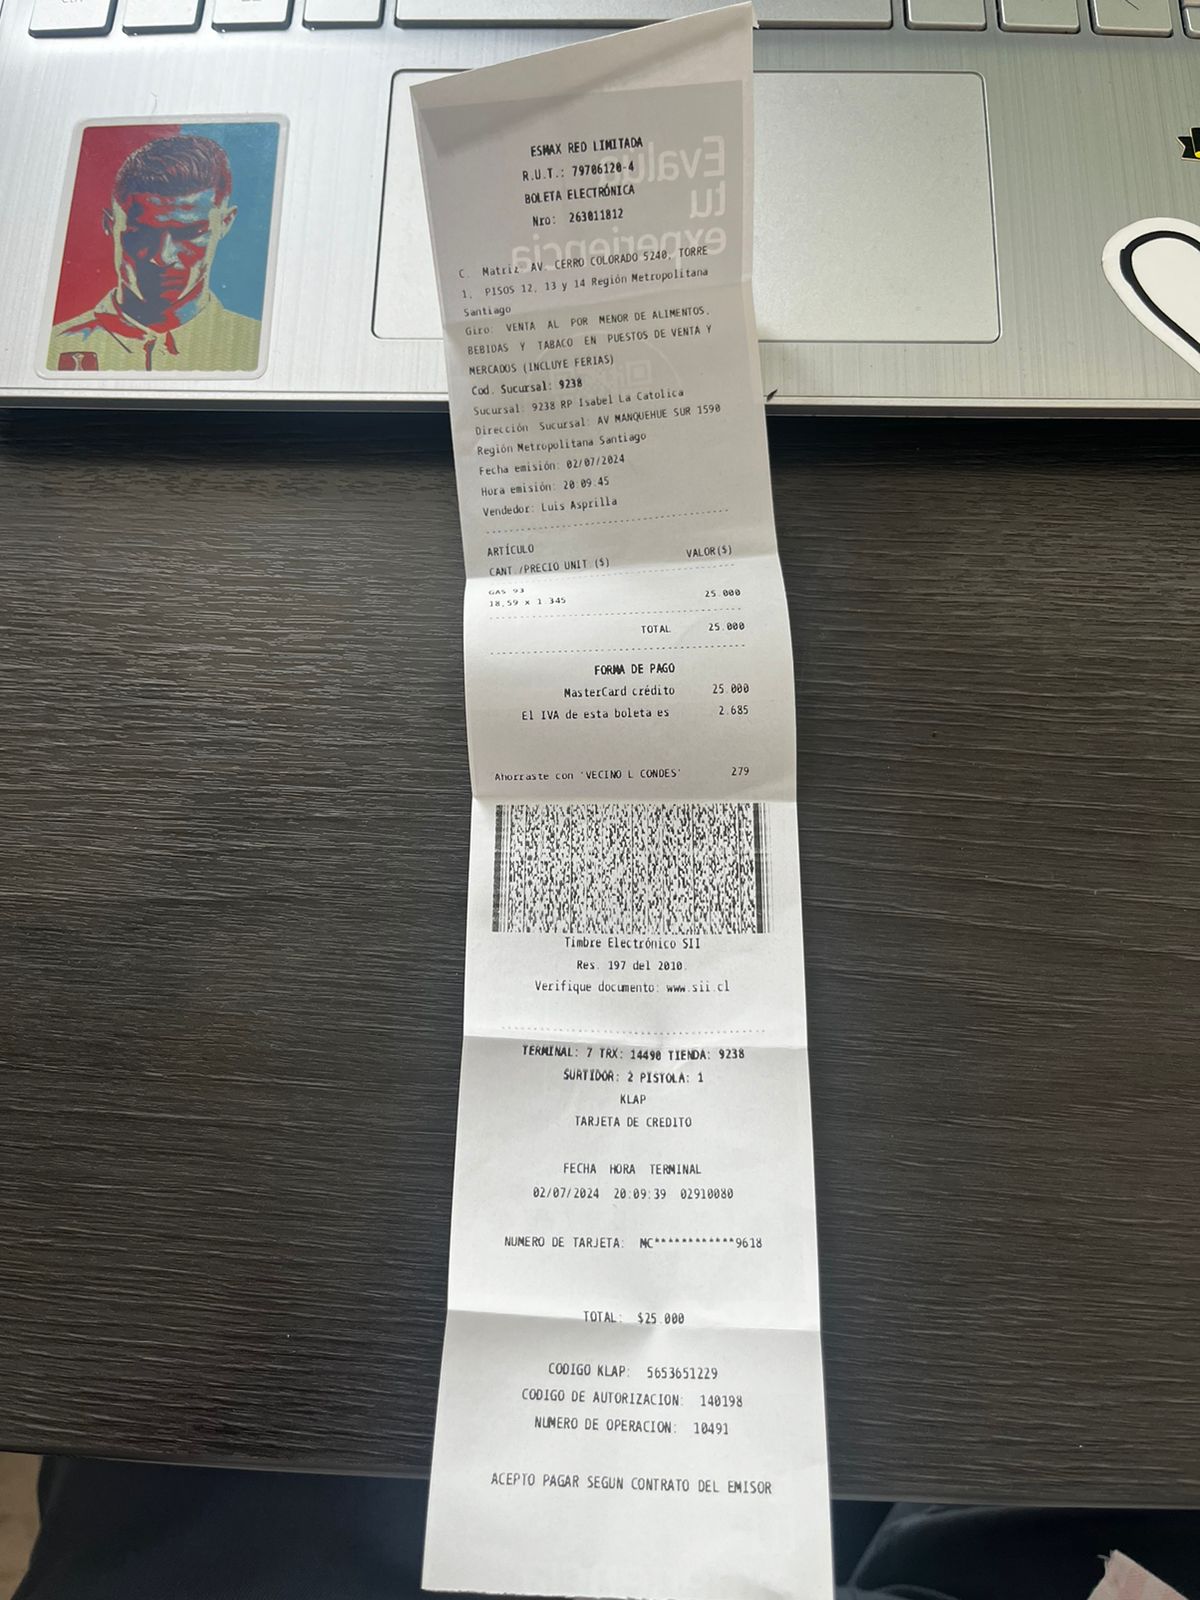 ESMAX RED LIMITADA
R.U.T.: 79706120-4
BOLETA ELECTRÓNICA
Nro: 263011812
Evalúa
tu
experiencia
C. Matriz AV. CERRO COLORADO 5240, TORRE
1, PISOS 12, 13 y 14 Región Metropolitana
Santiago
Giro: VENTA AL POR MENOR DE ALIMENTOS,
BEBIDAS Y TABACO EN PUESTOS DE VENTA Y
MERCADOS (INCLUYE FERIAS)
Cod. Sucursal: 9238
Sucursal: 9238 RP Isabel La Catolica
Dirección Sucursal: AV MANQUEHUE SUR 1590
Región Metropolitana Santiago
Fecha emisión: 02/07/2024
Hora emisión: 20:09:45
Vendedor: Luis Asprilla
ARTÍCULO
CANT./PRECIO UNIT ($) VALOR($)
GAS 93
18,59 x 1.345 25.000
TOTAL 25.000
FORMA DE PAGO
MasterCard crédito 25.000
El IVA de esta boleta es 2.685
Ahorraste con 'VECINO L CONDES' 279
Timbre Electrónico SII
Res. 197 del 2010.
Verifique documento: www.sii.cl
TERMINAL: 7 TRX: 14490 TIENDA: 9238
SURTIDOR: 2 PISTOLA: 1
KLAP
TARJETA DE CREDITO
FECHA HORA TERMINAL
02/07/2024 20:09:39 02910080
NUMERO DE TARJETA: MC************9618
TOTAL: $25.000
CODIGO KLAP: 5653651229
CODIGO DE AUTORIZACION: 140198
NUMERO DE OPERACION: 10491
ACEPTO PAGAR SEGUN CONTRATO DEL EMISOR